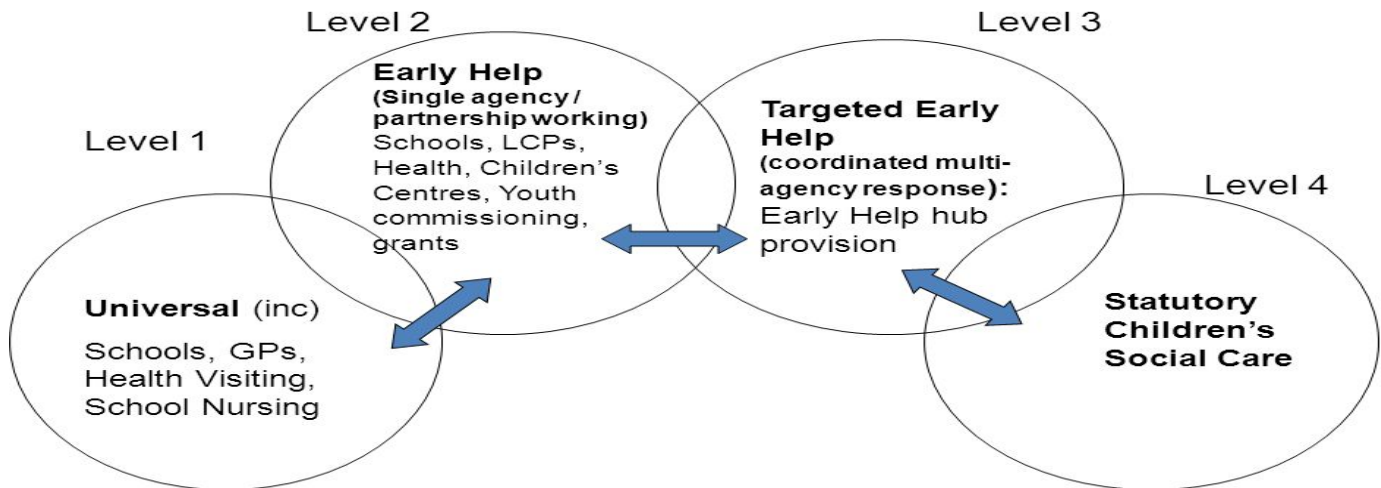 Level 1
Universal (inc)
Schools, GPs,
Health Visiting,
School Nursing
Level 2
Early Help
(Single agency /
partnership working)
Schools, LCPs,
Health, Children’s
Centres, Youth
commissioning,
grants
Level 3
Targeted Early
Help
(coordinated multi-
agency response):
Early Help hub
provision
Level 4
Statutory
Children’s
Social Care